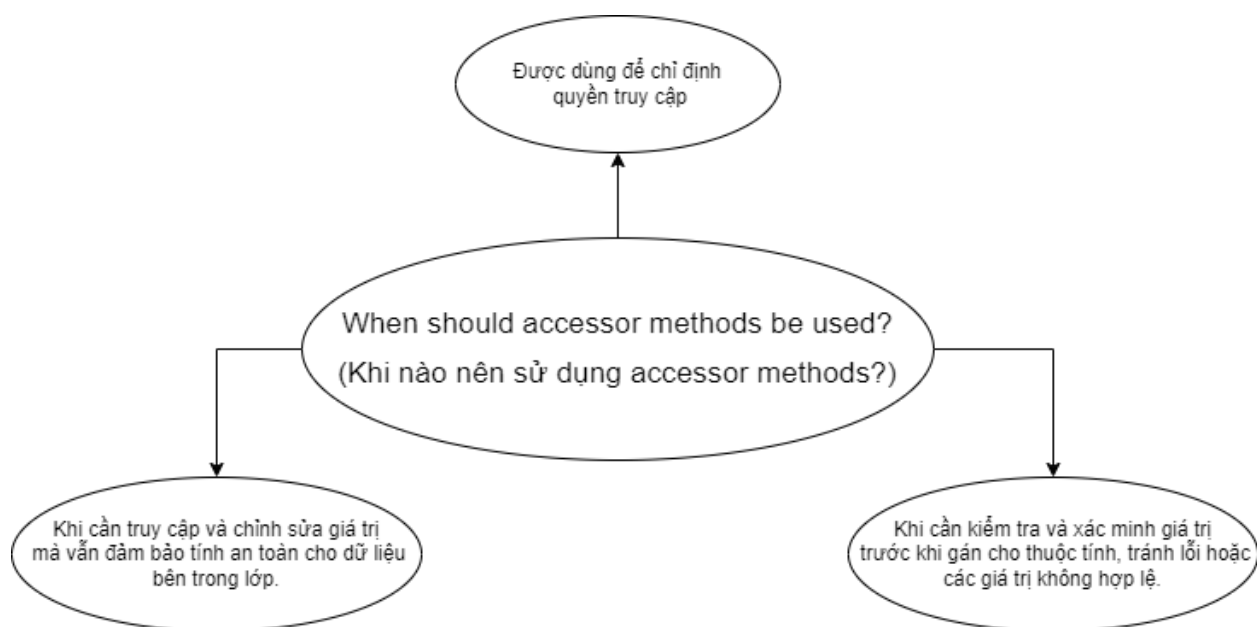 Được dùng để chỉ định
quyền truy cập
When should accessor methods be used?
(Khi nào nên sử dụng accessor methods?)
Khi cần truy cập và chỉnh sửa giá trị
mà vẫn đảm bảo tính an toàn cho dữ liệu
bên trong lớp.
Khi cần kiểm tra và xác minh giá trị
trước khi gán cho thuộc tính, tránh lỗi hoặc
các giá trị không hợp lệ.